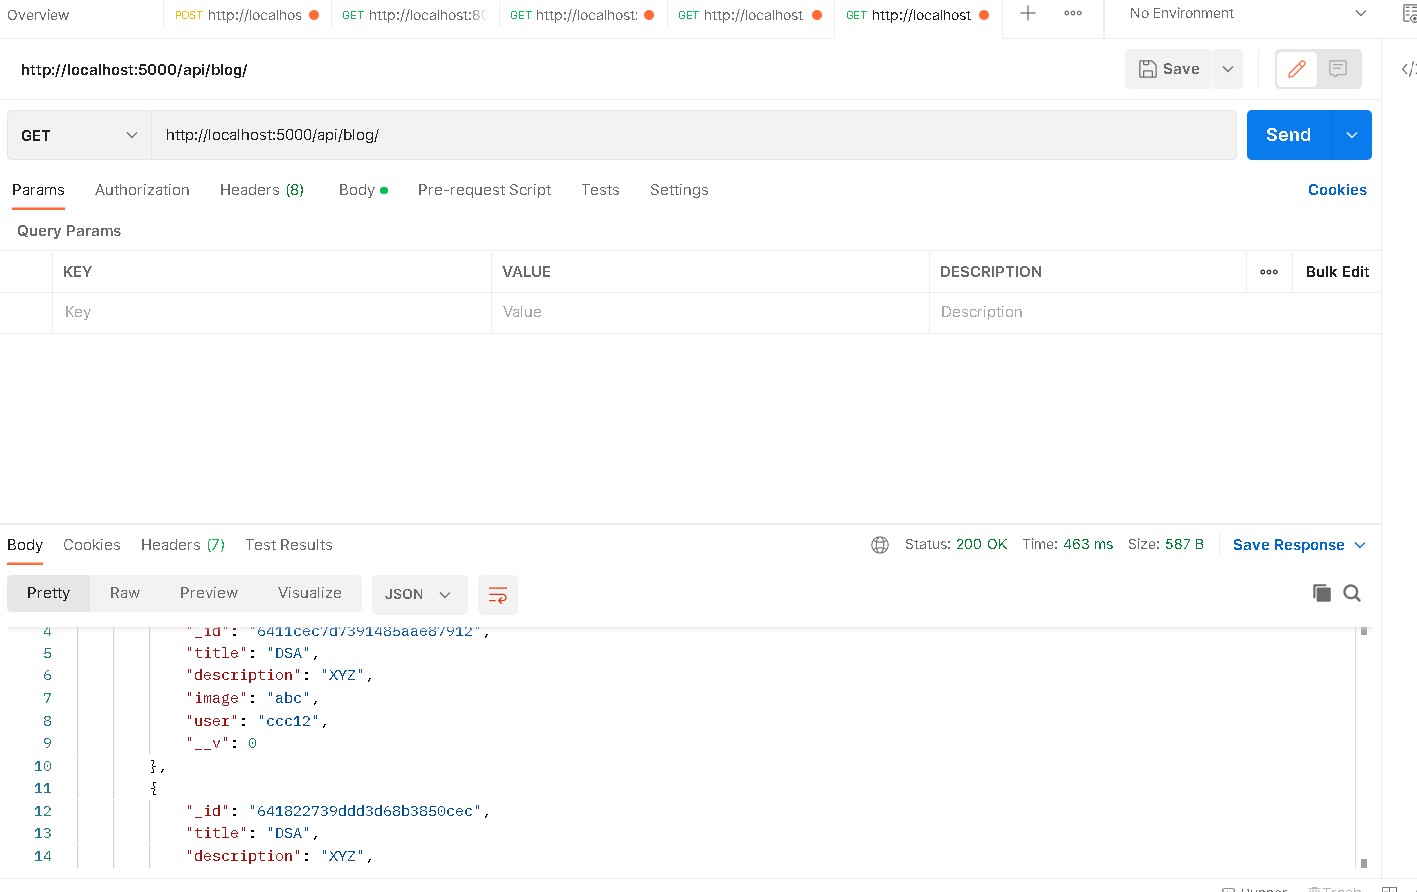 Overview POST http://localhos GET http://localhost:80 GET http://localhost: GET http://localhost GET http://localhost No Environment
http://localhost:5000/api/blog/ Save
GET http://localhost:5000/api/blog/ Send
Params Authorization Headers (8) Body Pre-request Script Tests Settings Cookies
Query Params
KEY VALUE DESCRIPTION Bulk Edit
Key Value Description
Body Cookies Headers (7) Test Results Status: 200 OK Time: 463 ms Size: 587 B Save Response
Pretty Raw Preview Visualize JSON
4 "_id": "6411cec7d7391485aae87912",
5 "title": "DSA",
6 "description": "XYZ",
7 "image": "abc",
8 "user": "ccc12",
9 "__v": 0
10 },
11 {
12 "_id": "641822739ddd3d68b3850cec",
13 "title": "DSA",
14 "description": "XYZ",
Runner Trash